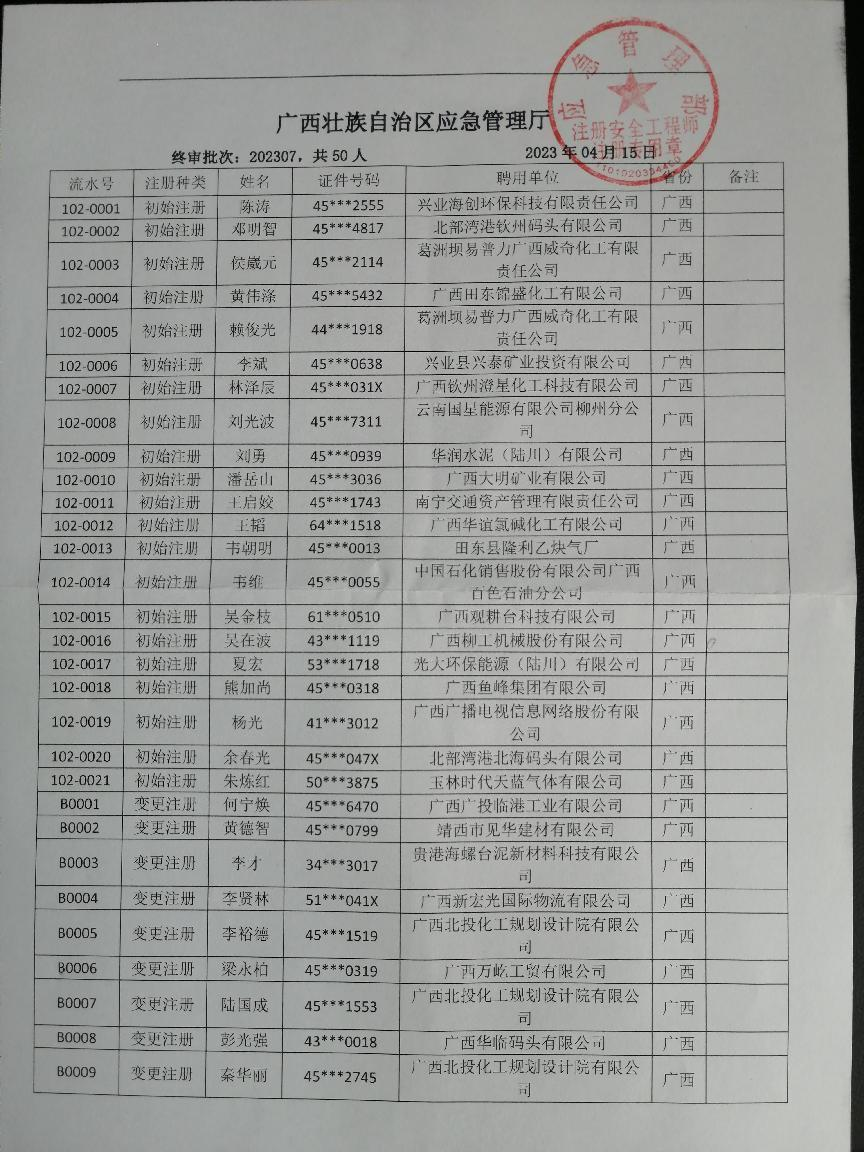 应急管理部
注册安全工程师
注册专用章
广西壮族自治区应急管理厅
终审批次：202307，共50人 2023年04月15日
流水号 注册种类 姓名 证件号码 聘用单位 省份 备注
102-0001 初始注册 陈涛 45***2555 兴业海创环保科技有限责任公司 广西
102-0002 初始注册 邓明智 45***4817 北部湾港钦州码头有限公司 广西
102-0003 初始注册 侯崴元 45***2114 葛洲坝易普力广西威奇化工有限
责任公司 广西
102-0004 初始注册 黄伟涤 45***5432 广西田东锦盛化工有限公司 广西
102-0005 初始注册 赖俊光 44***1918 葛洲坝易普力广西威奇化工有限
责任公司 广西
102-0006 初始注册 李斌 45***0638 兴业县兴泰矿业投资有限公司 广西
102-0007 初始注册 林泽辰 45***031X 广西钦州澄星化工科技有限公司 广西
102-0008 初始注册 刘光波 45***7311 云南国星能源有限公司柳州分公
司 广西
102-0009 初始注册 刘勇 45***0939 华润水泥（陆川）有限公司 广西
102-0010 初始注册 潘岳山 45***3036 广西大明矿业有限公司 广西
102-0011 初始注册 王启姣 45***1743 南宁交通资产管理有限责任公司 广西
102-0012 初始注册 王韬 64***1518 广西华谊氯碱化工有限公司 广西
102-0013 初始注册 韦朝明 45***0013 田东县隆利乙炔气厂 广西
102-0014 初始注册 韦维 45***0055 中国石化销售股份有限公司广西
百色石油分公司 广西
102-0015 初始注册 吴金枝 61***0510 广西观耕台科技有限公司 广西
102-0016 初始注册 吴在波 43***1119 广西柳工机械股份有限公司 广西
102-0017 初始注册 夏宏 53***1718 光大环保能源（陆川）有限公司 广西
102-0018 初始注册 熊加尚 45***0318 广西鱼峰集团有限公司 广西
102-0019 初始注册 杨光 41***3012 广西广播电视信息网络股份有限
公司 广西
102-0020 初始注册 余春光 45***047X 北部湾港北海码头有限公司 广西
102-0021 初始注册 朱炼红 50***3875 玉林时代天蓝气体有限公司 广西
B0001 变更注册 何宁焕 45***6470 广西广投临港工业有限公司 广西
B0002 变更注册 黄德智 45***0799 靖西市见华建材有限公司 广西
B0003 变更注册 李才 34***3017 贵港海螺台泥新材料科技有限公
司 广西
B0004 变更注册 李贤林 51***041X 广西新宏光国际物流有限公司 广西
B0005 变更注册 李裕德 45***1519 广西北投化工规划设计院有限公
司 广西
B0006 变更注册 梁永柏 45***0319 广西万屹工贸有限公司 广西
B0007 变更注册 陆国成 45***1553 广西北投化工规划设计院有限公
司 广西
B0008 变更注册 彭光强 43***0018 广西华临码头有限公司 广西
B0009 变更注册 秦华丽 45***2745 广西北投化工规划设计院有限公
司 广西